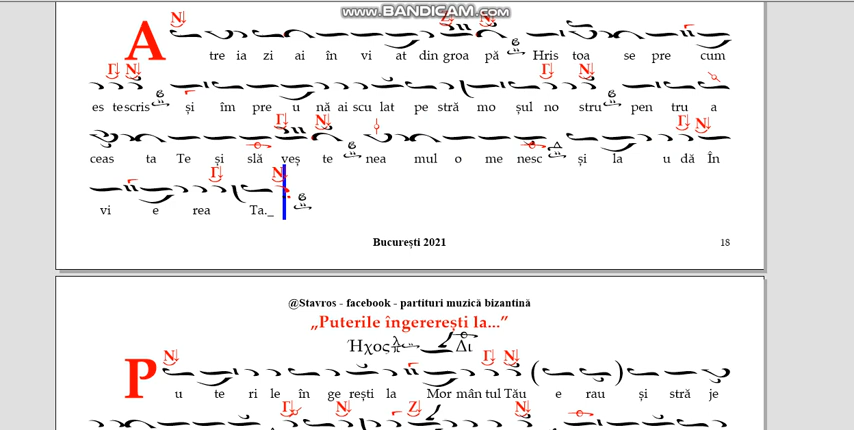 WWW.BANDICAM.COM
A tre ia zi ai în vi at din groa pă Hris toa se pre cum
es te scris și îm pre u nă ai scu lat pe stră mo șul no stru pen tru a
ceas ta Te și slă veș te nea mul o me nesc și la u dă În
vi e rea Ta._
București 2021 18
@Stavros - facebook - partituri muzică bizantină
„Puterile îngerești la..."
Ἦχος
P u te ri le în ge rești la Mor mân tul Tău e rau și stră je